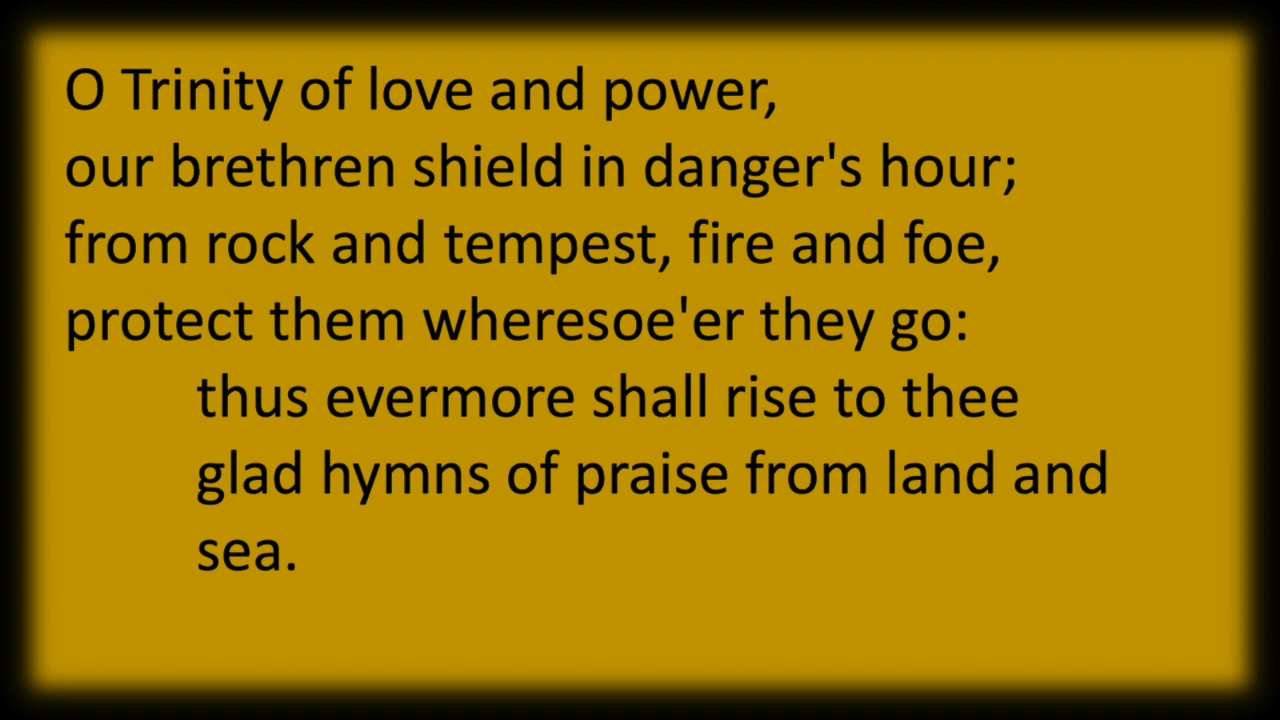 O Trinity of love and power,
our brethren shield in danger's hour;
from rock and tempest, fire and foe,
protect them wheresoe'er they go:
thus evermore shall rise to thee
glad hymns of praise from land and
sea.